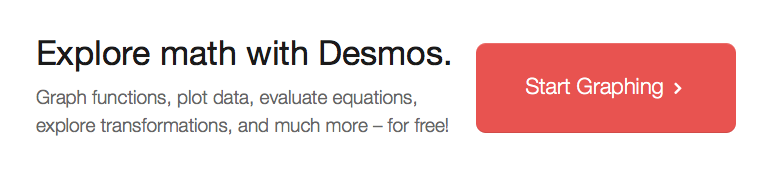 Explore math with Desmos.
Graph functions, plot data, evaluate equations,
explore transformations, and much more – for free!
Start Graphing ›